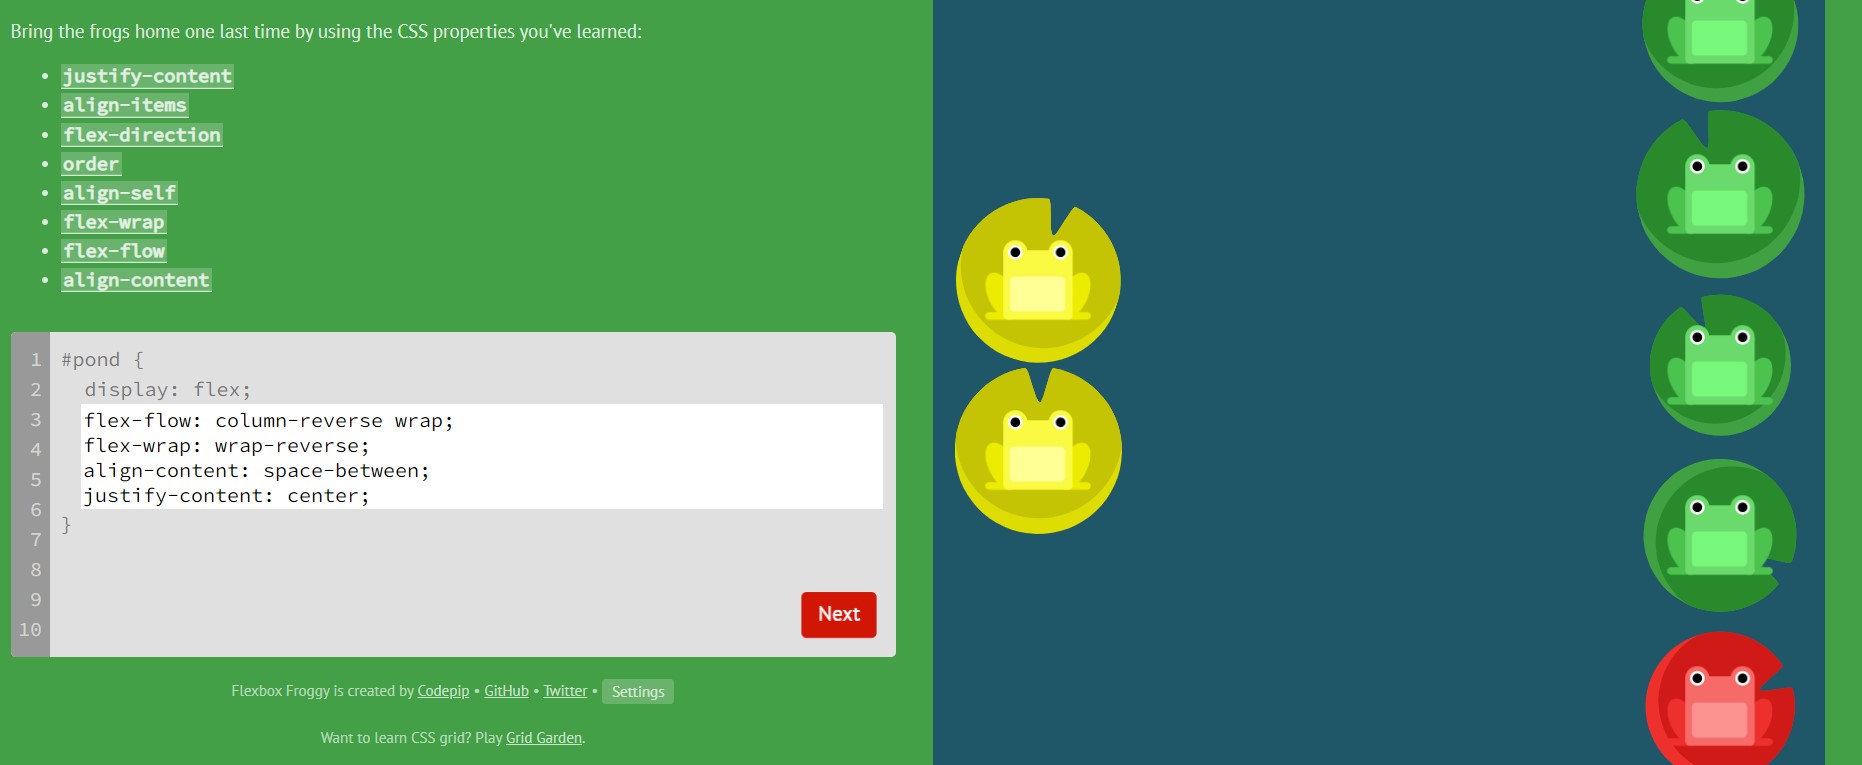 Bring the frogs home one last time by using the CSS properties you've learned:
• justify-content
• align-items
• flex-direction
• order
• align-self
• flex-wrap
• flex-flow
• align-content
1 #pond {
2 display: flex;
3 flex-flow: column-reverse wrap;
4 flex-wrap: wrap-reverse;
5 align-content: space-between;
6 justify-content: center;
7 }
8
9
10
Next
Flexbox Froggy is created by Codepip • GitHub • Twitter • Settings
Want to learn CSS grid? Play Grid Garden.